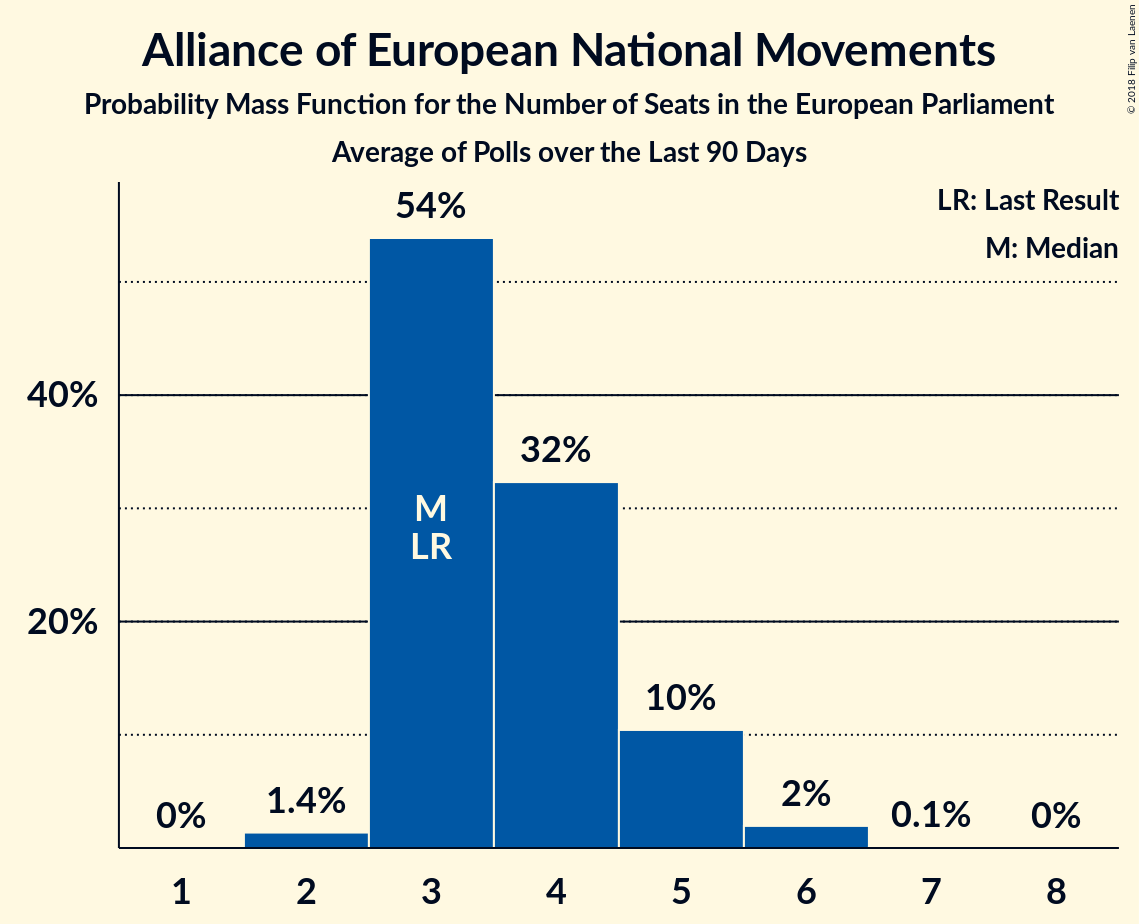 Alliance of European National Movements
Probability Mass Function for the Number of Seats in the European Parliament
Average of Polls over the Last 90 Days
© 2018 Filip van Laenen
LR: Last Result
M: Median
40%
20%
0%
1.4%
54%
M
LR
32%
10%
2%
0.1%
0%
1 2 3 4 5 6 7 8